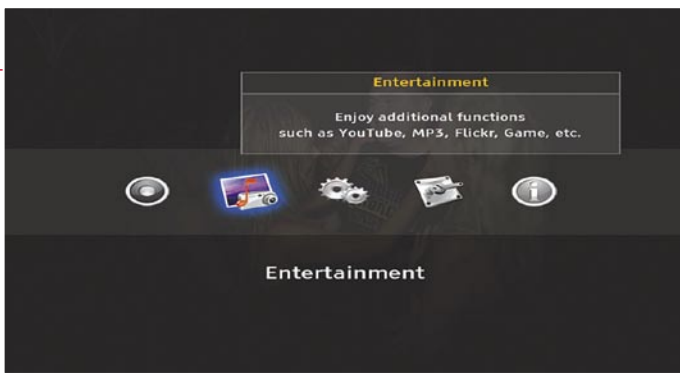 Entertainment
Enjoy additional functions
such as YouTube, MP3, Flickr, Game, etc.
Entertainment